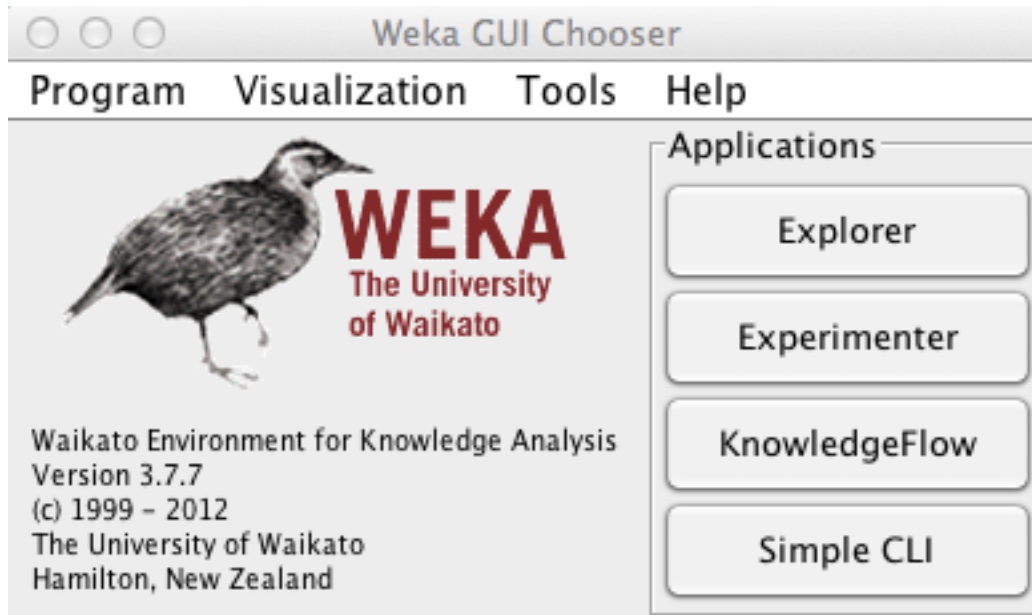 Weka GUI Chooser
Program Visualization Tools Help
WEKA
The University
of Waikato
Waikato Environment for Knowledge Analysis
Version 3.7.7
(c) 1999 – 2012
The University of Waikato
Hamilton, New Zealand
Applications
Explorer
Experimenter
KnowledgeFlow
Simple CLI